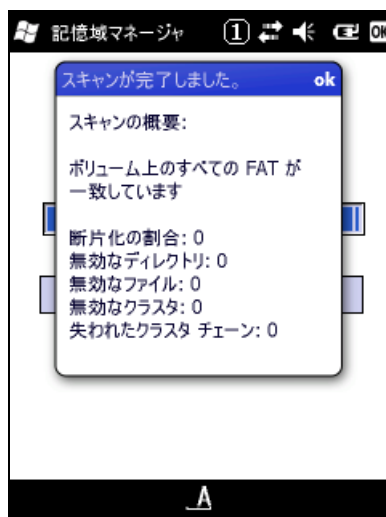 記憶域マネージャ 1 OK
スキャンが完了しました。 ok
スキャンの概要:
ボリューム上のすべての FAT が
一致しています
断片化の割合: 0
無効なディレクトリ: 0
無効なファイル: 0
無効なクラスタ: 0
失われたクラスタ チェーン: 0
A